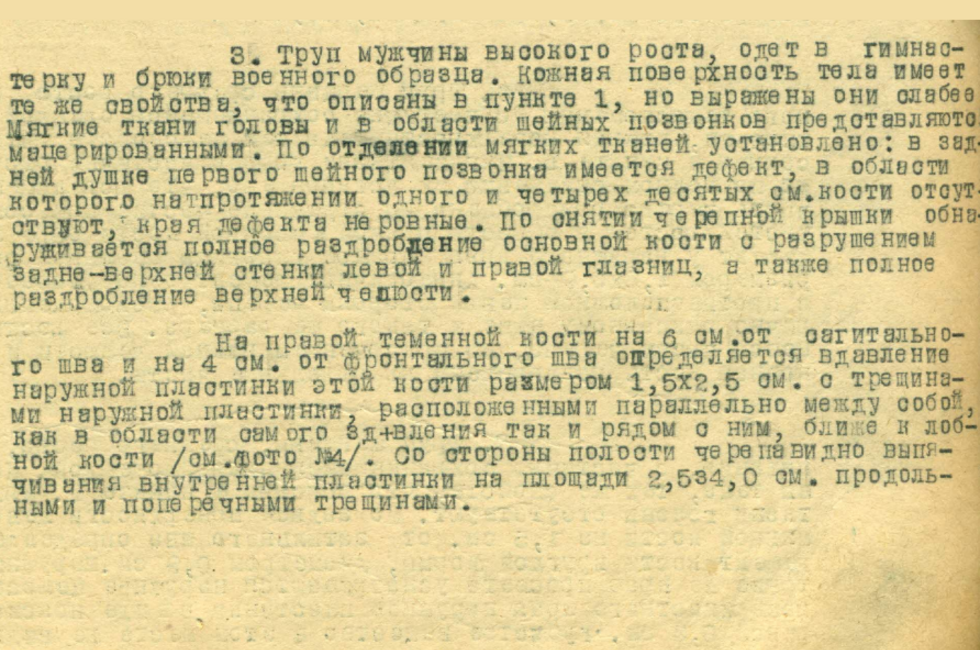 3. Труп мужчины высокого роста, одет в гимнас-
терку и брюки военного образца. Кожная поверхность тела имеет
те же свойства, что описаны в пункте 1, но выражены они слабее
Мягкие ткани головы и в области шейных позвонков представляютс
мацерированными. По отделении мягких тканей установлено: в зад-
ней душке первого шейного позвонка имеется дефект, в области
которого натпротяжении одного и четырех десятых см.кости отсут
ствуют, края дефекта неровные. По снятии черепной крышки обна-
руживается полное раздробдение основной кости с разрушением
задне-верхней стенки левой и правой глазниц, а также полное
раздробление верхней челюсти.
На правой теменной кости на 6 см.от сагитально-
го шва и на 4 см. от фронтального шва определяется вдавление
наружной пластинки этой кости размером 1,5х2,5 см. с трещина-
ми наружной пластинки, расположенными параллельно между собой,
как в области самого вд+вления так и рядом с ним, ближе к лоб-
ной кости /см.фото №4/. Со стороны полости черепавидно выпя-
чивания внутренней пластинки на площади 2,534,0 см. продоль-
ными и поперечными трещинами.